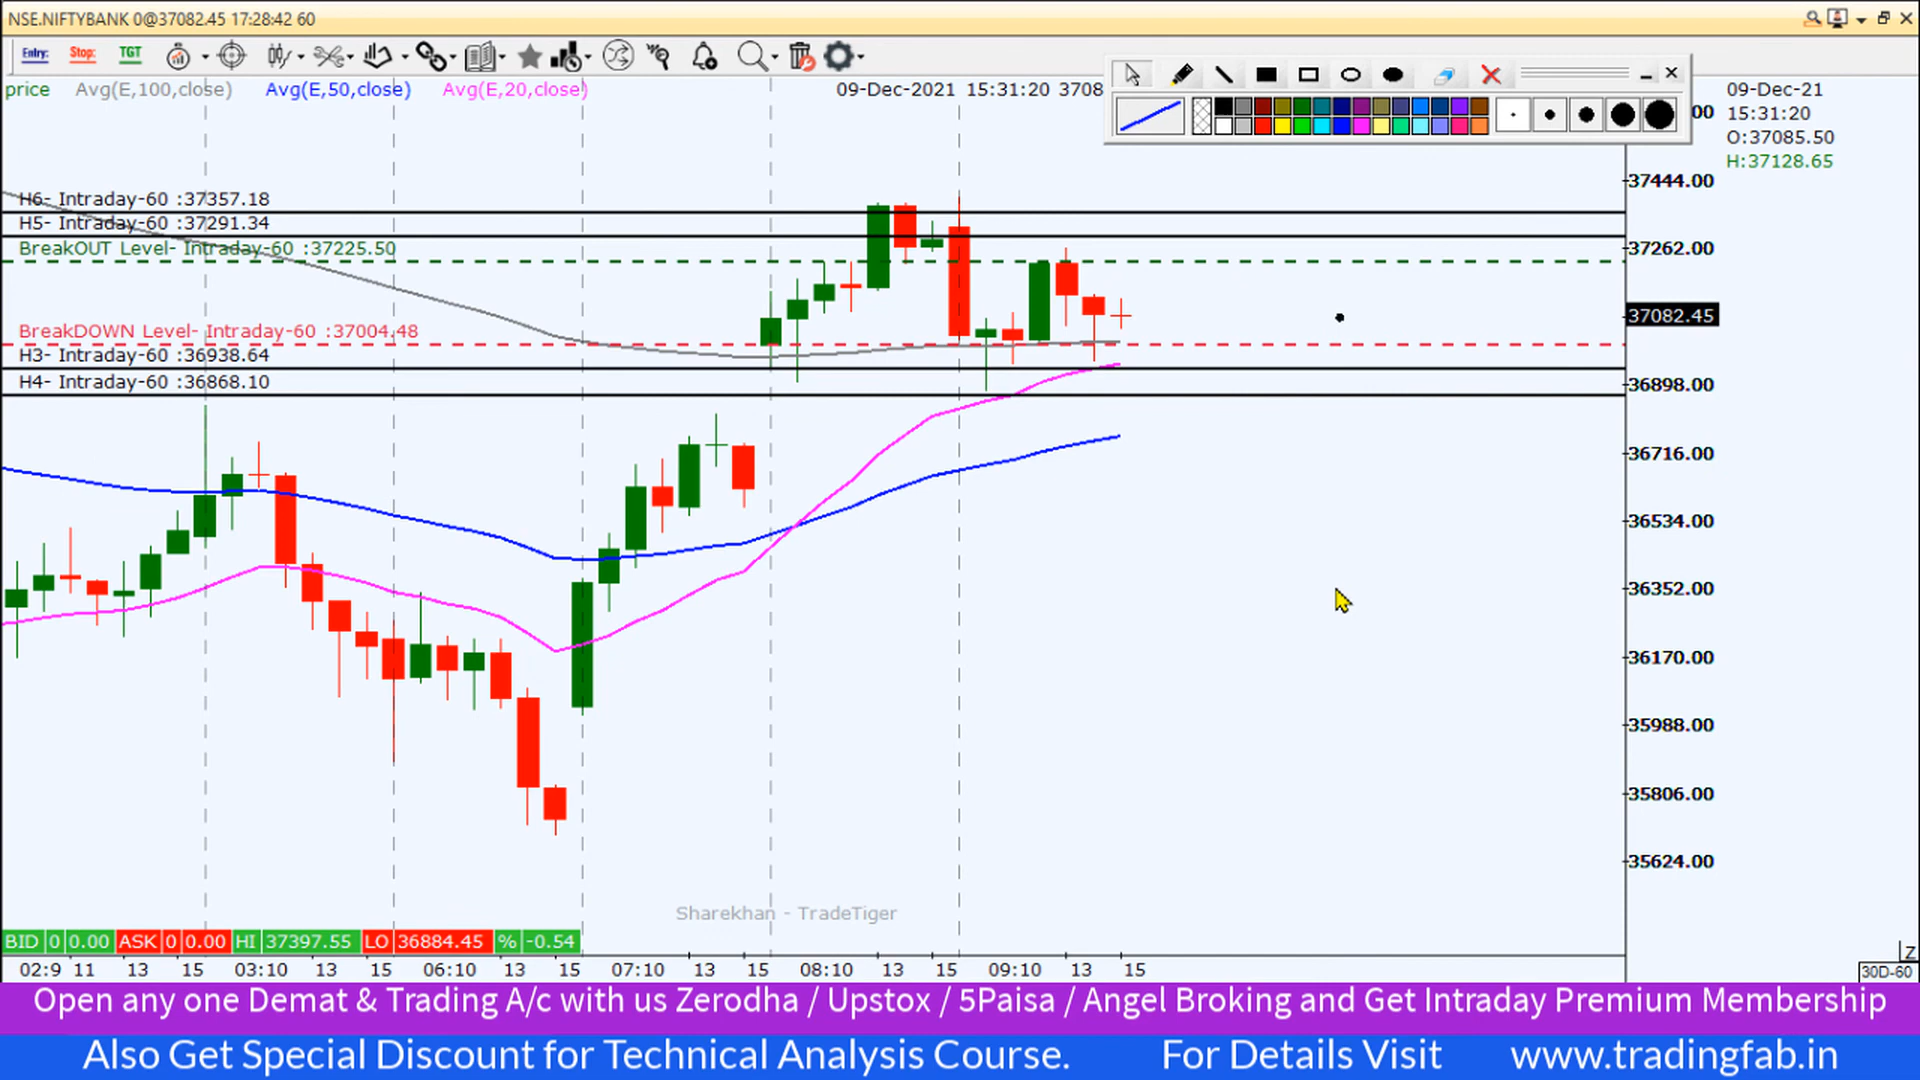 NSE.NIFTYBANK 0@37082.45 17:28:42 60
Entry: Stop: TGT
price Avg(E,100,close) Avg(E,50,close) Avg(E,20,close) 09-Dec-2021 15:31:20 3708
09-Dec-21
15:31:20
O:37085.50
H:37128.65
37444.00
H6- Intraday-60 :37357.18
H5- Intraday-60 :37291.34
BreakOUT Level- Intraday-60 :37225.50
37262.00
37082.45
BreakDOWN Level- Intraday-60 :37004.48
H3- Intraday-60 :36938.64
H4- Intraday-60 :36868.10
36898.00
36716.00
36534.00
36352.00
36170.00
35988.00
35806.00
35624.00
Sharekhan - TradeTiger
BID 0 0.00 ASK 0 0.00 HI 37397.55 LO 36884.45 % -0.54
Z
02:9 11 13 15 03:10 13 15 06:10 13 15 07:10 13 15 08:10 13 15 09:10 13 15
30D-60
Open any one Demat & Trading A/c with us Zerodha / Upstox / 5Paisa / Angel Broking and Get Intraday Premium Membership
Also Get Special Discount for Technical Analysis Course. For Details Visit www.tradingfab.in